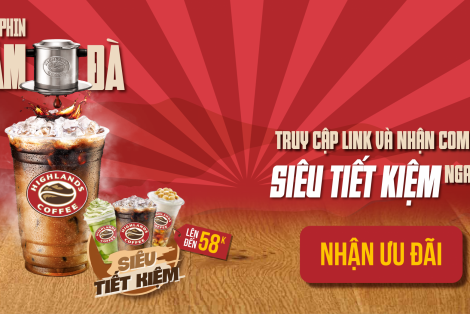 PHIN
ĐÀ
HIGHLANDS
COFFEE
SIÊU
TIẾT KIỆM
LÊN
ĐẾN 58K
TRUY CẬP LINK VÀ NHẬN COM
SIÊU TIẾT KIỆM
NHẬN ƯU ĐÃI